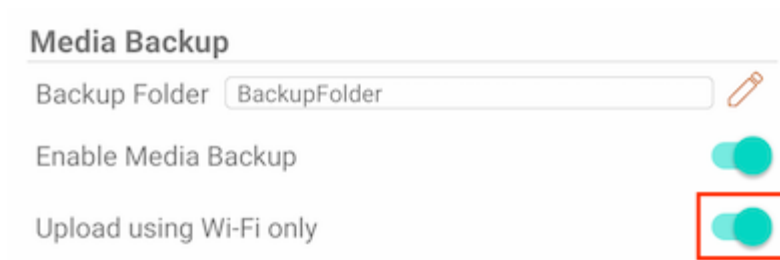 Media Backup
Backup Folder BackupFolder
Enable Media Backup
Upload using Wi-Fi only